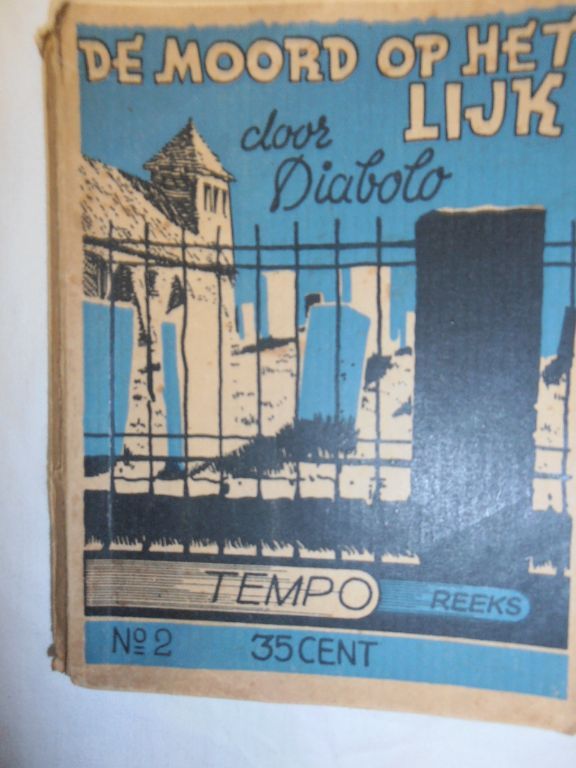 DE MOORD OP HET
LIJK
door
Diabolo
TEMPO REEKS
Nº 2 35 CENT